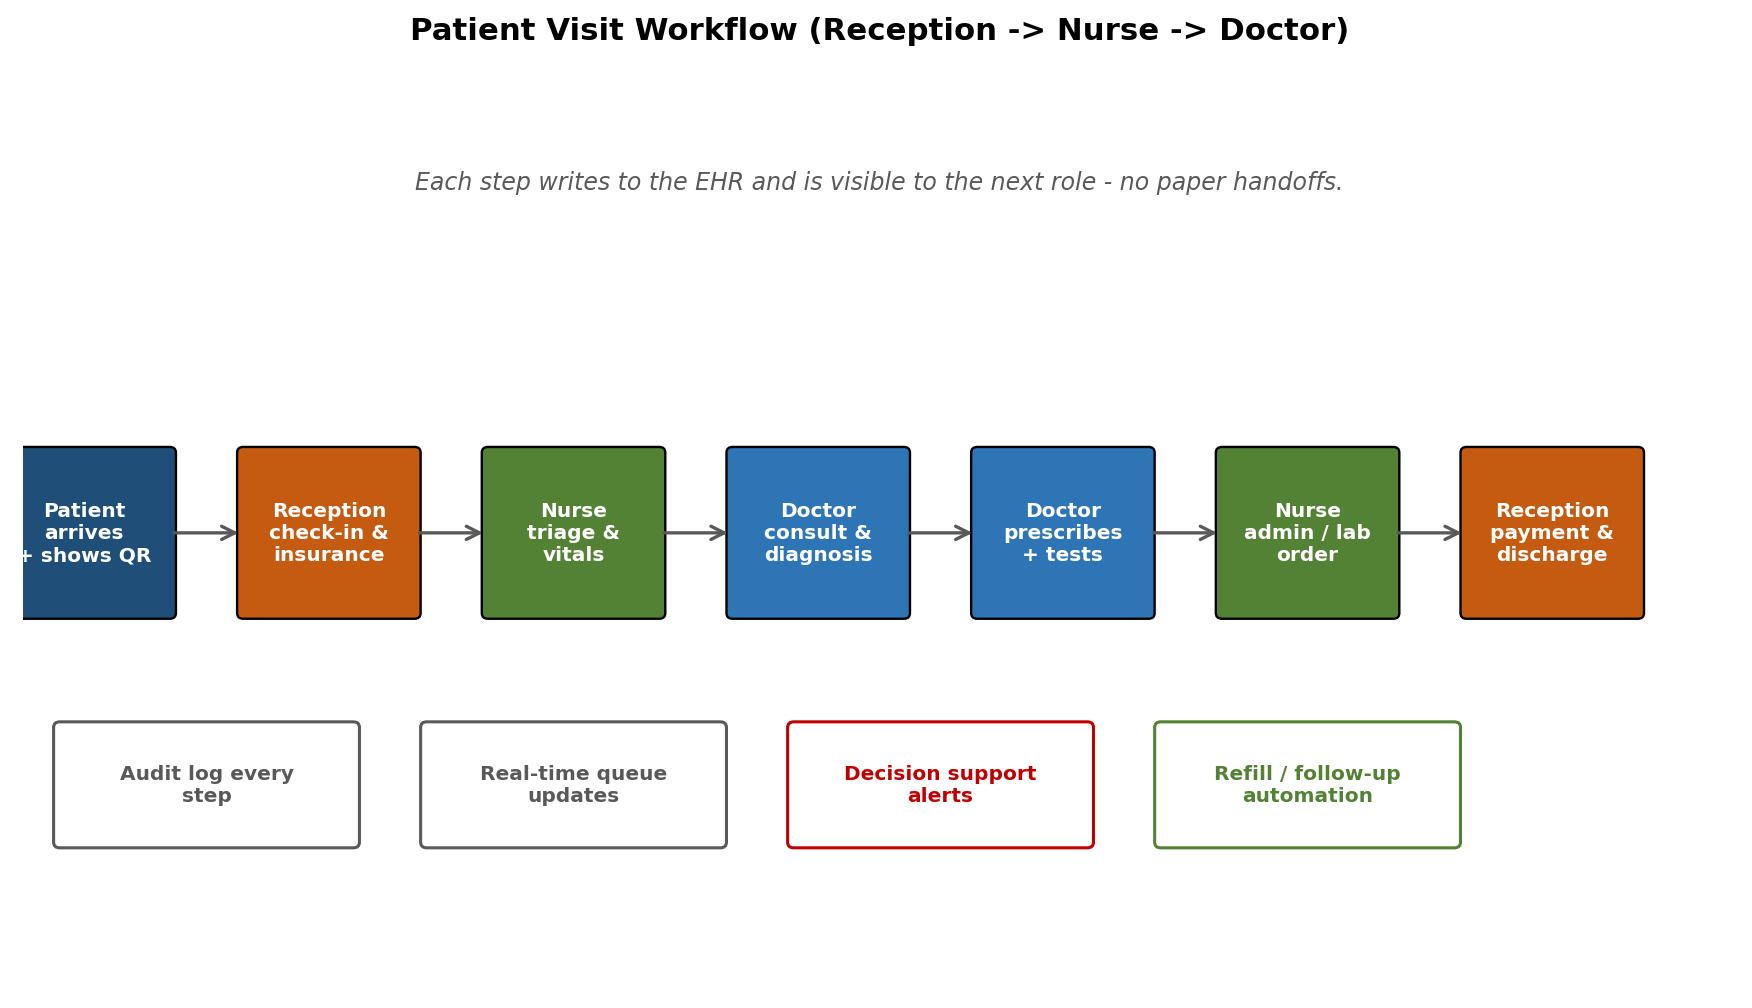 Patient Visit Workflow (Reception -> Nurse -> Doctor)
Each step writes to the EHR and is visible to the next role - no paper handoffs.
Patient
arrives
+ shows QR
Reception
check-in &
insurance
Nurse
triage &
vitals
Doctor
consult &
diagnosis
Doctor
prescribes
+ tests
Nurse
admin / lab
order
Reception
payment &
discharge
Audit log every
step
Real-time queue
updates
Decision support
alerts
Refill / follow-up
automation